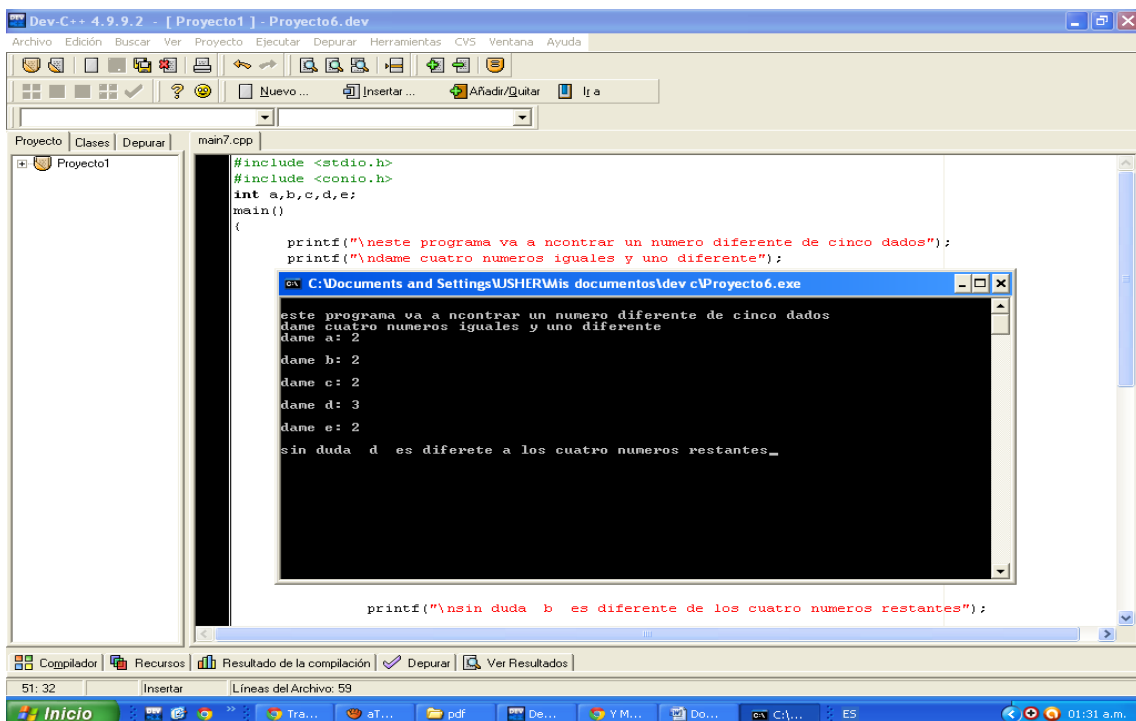 Dev-C++ 4.9.9.2 - [ Proyecto1 ] - Proyecto6.dev
Archivo Edición Buscar Ver Proyecto Ejecutar Depurar Herramientas CVS Ventana Ayuda
Nuevo ... Insertar ... Añadir/Quitar Ir a
Proyecto Clases Depurar main7.cpp
Proyecto1
#include <stdio.h>
#include <conio.h>
int a,b,c,d,e;
main()
{
printf("\neste programa va a ncontrar un numero diferente de cinco dados");
printf("\ndame cuatro numeros iguales y uno diferente");
C:\Documents and Settings\USHER\Mis documentos\dev c\Proyecto6.exe
este programa va a ncontrar un numero diferente de cinco dados
dame cuatro numeros iguales y uno diferente
dame a: 2
dame b: 2
dame c: 2
dame d: 3
dame e: 2
sin duda d es diferete a los cuatro numeros restantes_
printf("\nsin duda b es diferente de los cuatro numeros restantes");
Compilador Recursos Resultado de la compilación Depurar Ver Resultados
51: 32 Insertar Líneas del Archivo: 59
Inicio Tra... aT... pdf De... Y M... Do... C:\... ES 01:31 a.m.